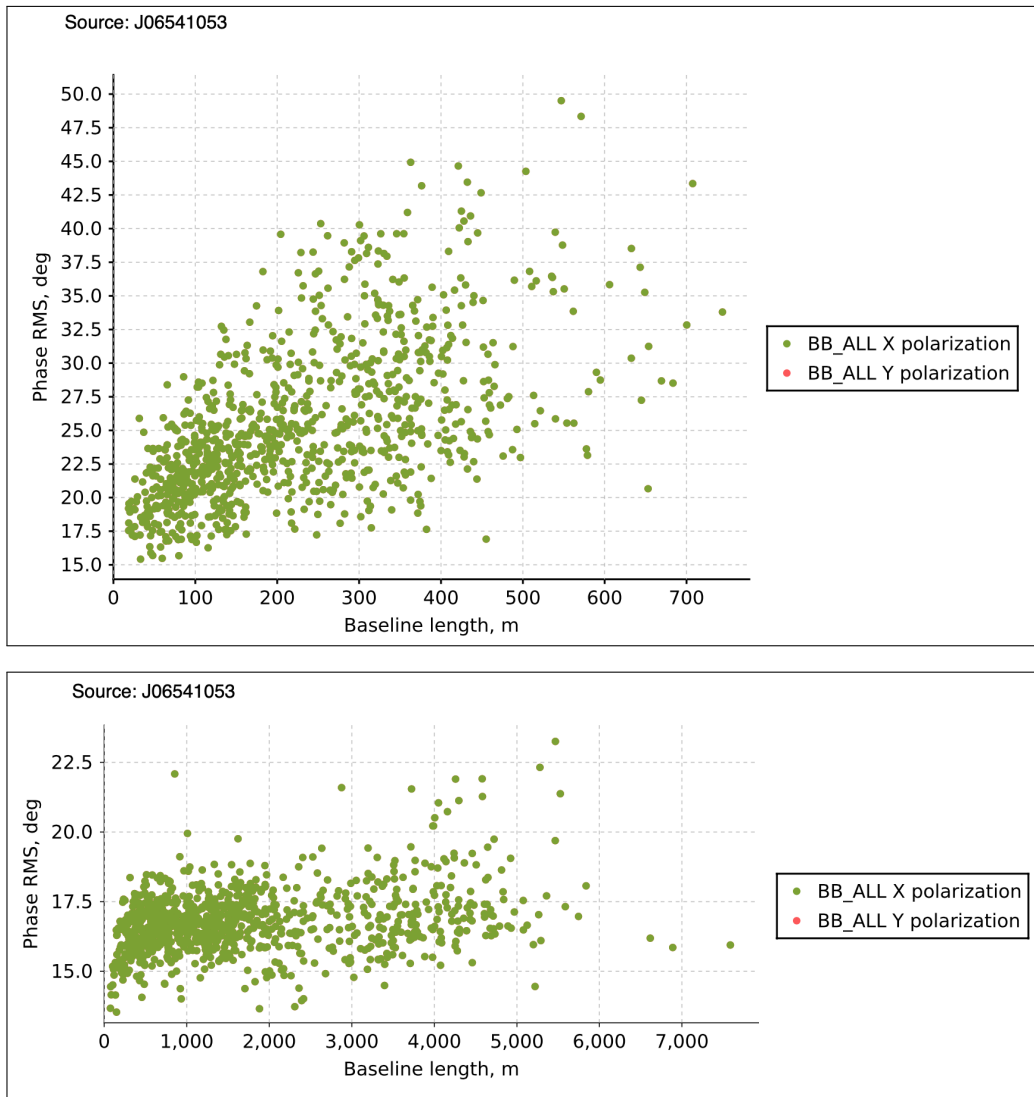 Source: J06541053
50.0
47.5
45.0
42.5
40.0
37.5
35.0
32.5
30.0
27.5
25.0
22.5
20.0
17.5
15.0
Phase RMS, deg
0 100 200 300 400 500 600 700
Baseline length, m
BB_ALL X polarization
BB_ALL Y polarization
Source: J06541053
22.5
20.0
17.5
15.0
Phase RMS, deg
0 1,000 2,000 3,000 4,000 5,000 6,000 7,000
Baseline length, m
BB_ALL X polarization
BB_ALL Y polarization